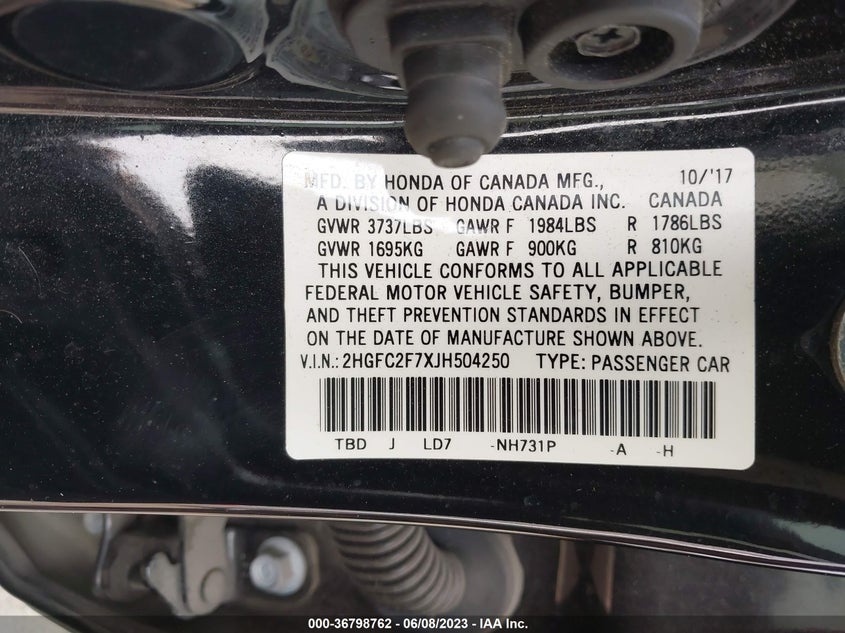 MFD. BY HONDA OF CANADA MFG., 10/'17
A DIVISION OF HONDA CANADA INC. CANADA
GVWR 3737LBS GAWR F 1984LBS R 1786LBS
GVWR 1695KG GAWR F 900KG R 810KG
THIS VEHICLE CONFORMS TO ALL APPLICABLE
FEDERAL MOTOR VEHICLE SAFETY, BUMPER,
AND THEFT PREVENTION STANDARDS IN EFFECT
ON THE DATE OF MANUFACTURE SHOWN ABOVE.
V.I.N.: 2HGFC2F7XJH504250 TYPE: PASSENGER CAR
TBD J LD7 -NH731P -A -H
000-36798762 - 06/08/2023 - IAA Inc.